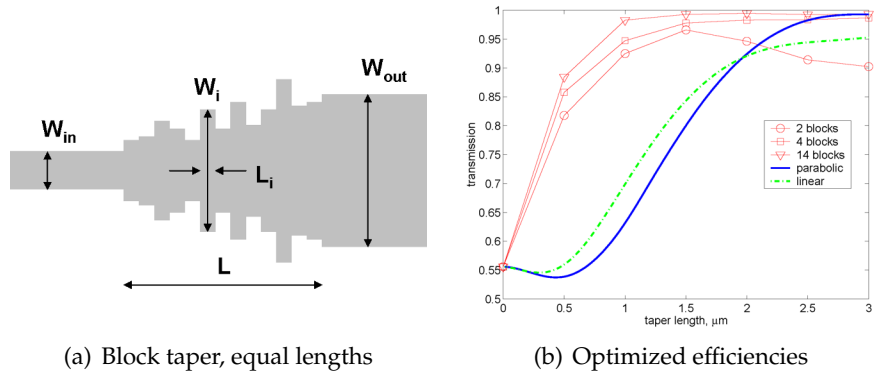 W_in
W_i
W_out
L_i
L
(a) Block taper, equal lengths
transmission
1
0.95
0.9
0.85
0.8
0.75
0.7
0.65
0.6
0.55
0.5
2 blocks
4 blocks
14 blocks
parabolic
linear
0 0.5 1 1.5 2 2.5 3
taper length, μm
(b) Optimized efficiencies